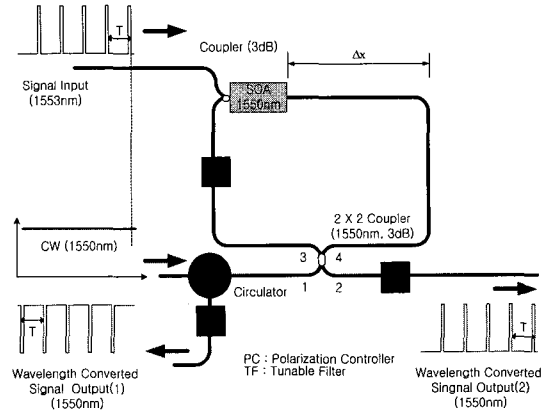 T
Coupler (3dB)
Δx
Signal Input
(1553nm)
SOA
1550nm
2 X 2 Coupler
(1550nm, 3dB)
CW (1550nm)
3
4
1
2
Circulator
T
T
PC : Polarization Controller
TF : Tunable Filter
Wavelength Converted
Signal Output(1)
(1550nm)
Wavelength Converted
Singnal Output(2)
(1550nm)